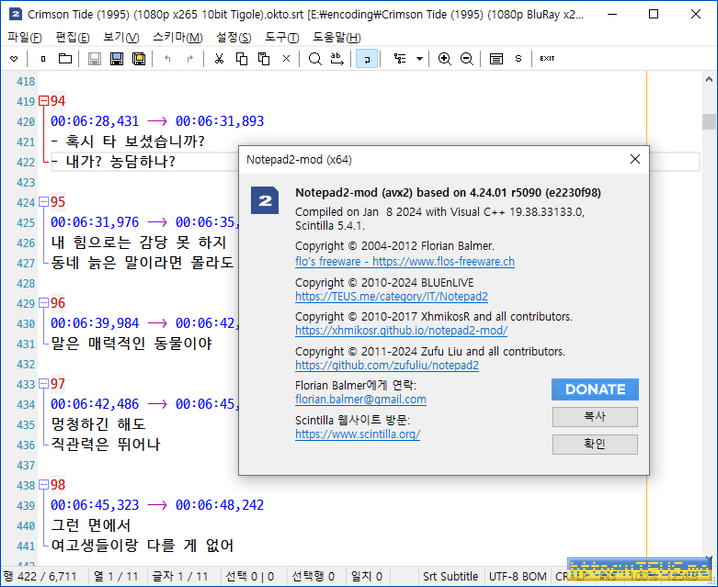 Crimson Tide (1995) (1080p x265 10bit Tigole).okto.srt [E:₩encoding₩Crimson Tide (1995) (1080p BluRay x2...
파일(F) 편집(E) 보기(V) 스키마(M) 설정(S) 도구(T) 도움말(H)
EXIT
418
419 94
420 00:06:28,431 --> 00:06:31,893
421 - 혹시 타 보셨습니까?
422 - 내가? 농담하나?
423
424 95
425 00:06:31,976 --> 00:06:35,
426 내 힘으로는 감당 못 하지
427 동네 늙은 말이라면 몰라도
428
429 96
430 00:06:39,984 --> 00:06:42,
431 말은 매력적인 동물이야
432
433 97
434 00:06:42,486 --> 00:06:45,
435 멍청하긴 해도
436 직관력은 뛰어나
437
438 98
439 00:06:45,323 --> 00:06:48,242
440 그런 면에서
441 여고생들이랑 다를 게 없어
Notepad2-mod (x64)
Notepad2-mod (avx2) based on 4.24.01 r5090 (e2230f98)
Compiled on Jan 8 2024 with Visual C++ 19.38.33133.0,
Scintilla 5.4.1.
Copyright © 2004-2012 Florian Balmer.
flo's freeware - https://www.flos-freeware.ch
Copyright © 2010-2024 BLUEnLIVE
https://TEUS.me/category/IT/Notepad2
Copyright © 2010-2017 XhmikosR and all contributors.
https://xhmikosr.github.io/notepad2-mod/
Copyright © 2011-2024 Zufu Liu and all contributors.
https://github.com/zufuliu/notepad2
Florian Balmer에게 연락:
florian.balmer@gmail.com
Scintilla 웹사이트 방문:
https://www.scintilla.org/
DONATE
복사
확인
행 422 / 6,711 열 1 / 11 글자 1 / 11 선택 0 | 0 선택행 0 일치 0 Srt Subtitle UTF-8 BOM
http://TEUS.me